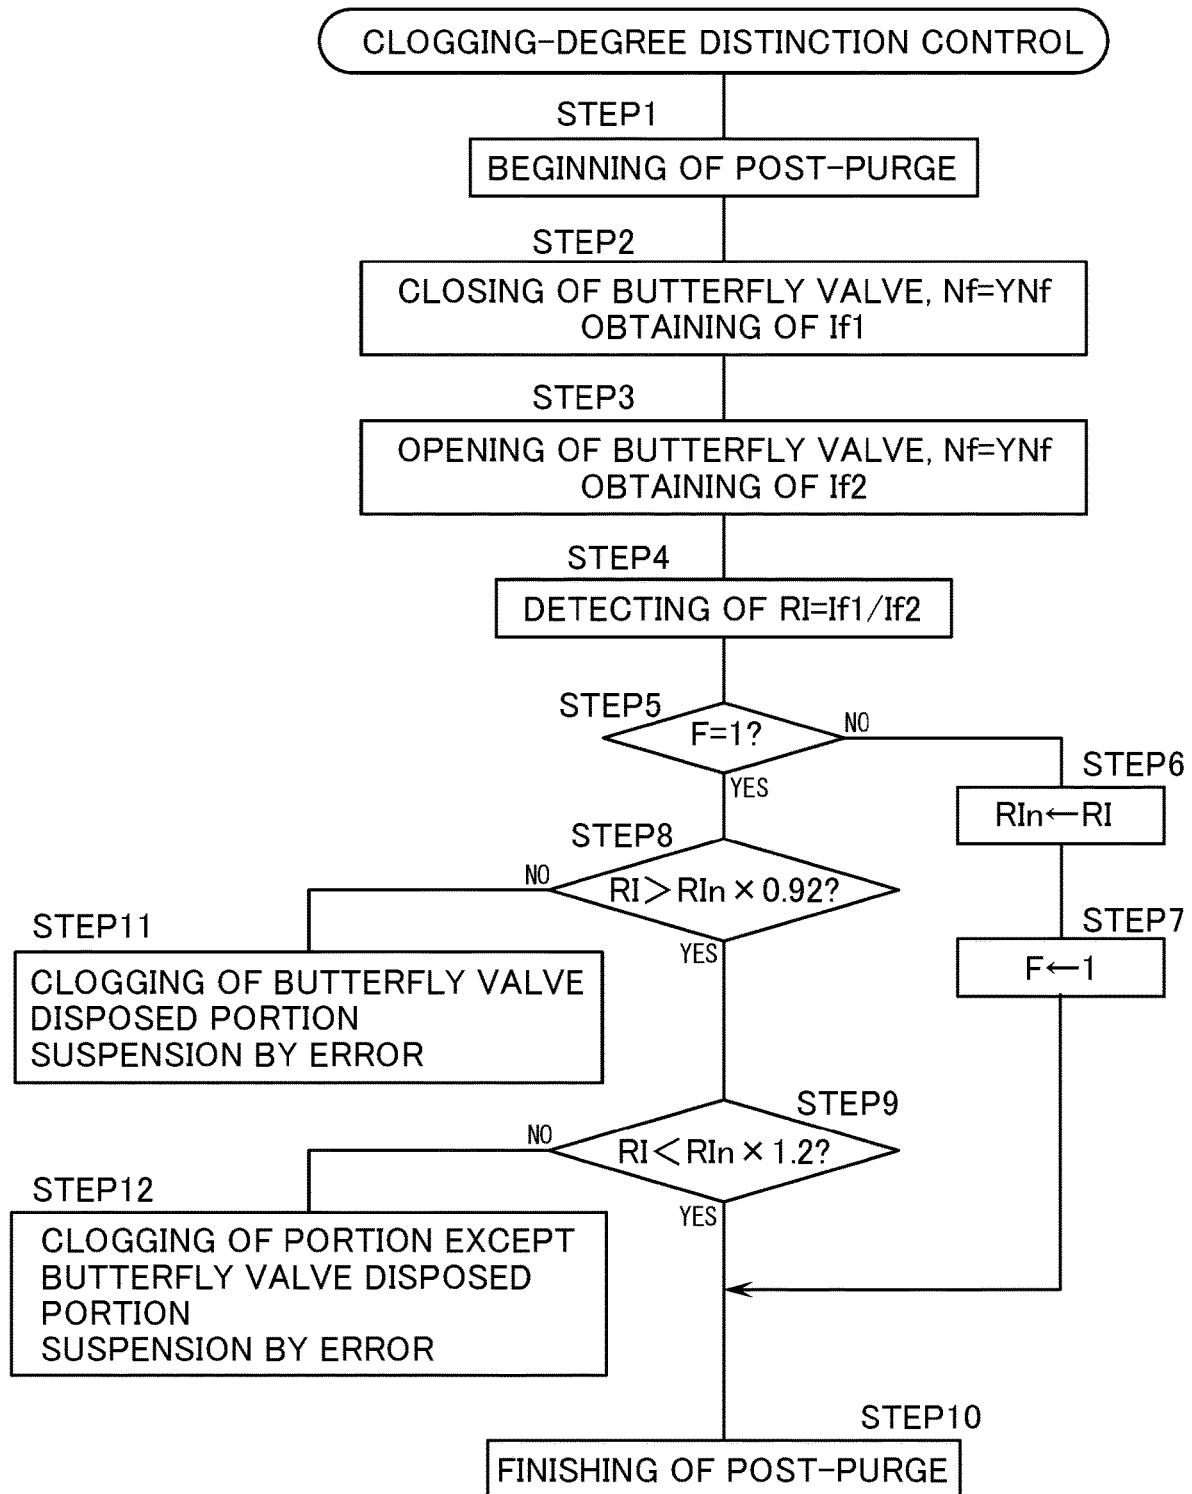 CLOGGING-DEGREE DISTINCTION CONTROL
STEP1
BEGINNING OF POST-PURGE
STEP2
CLOSING OF BUTTERFLY VALVE, Nf=YNf
OBTAINING OF If1
STEP3
OPENING OF BUTTERFLY VALVE, Nf=YNf
OBTAINING OF If2
STEP4
DETECTING OF RI=If1/If2
STEP5
F=1?
NO
YES
STEP6
RIn←RI
STEP7
F←1
STEP8
RI>RIn×0.92?
NO
YES
STEP11
CLOGGING OF BUTTERFLY VALVE
DISPOSED PORTION
SUSPENSION BY ERROR
STEP9
RI<RIn×1.2?
NO
YES
STEP12
CLOGGING OF PORTION EXCEPT
BUTTERFLY VALVE DISPOSED
PORTION
SUSPENSION BY ERROR
STEP10
FINISHING OF POST-PURGE